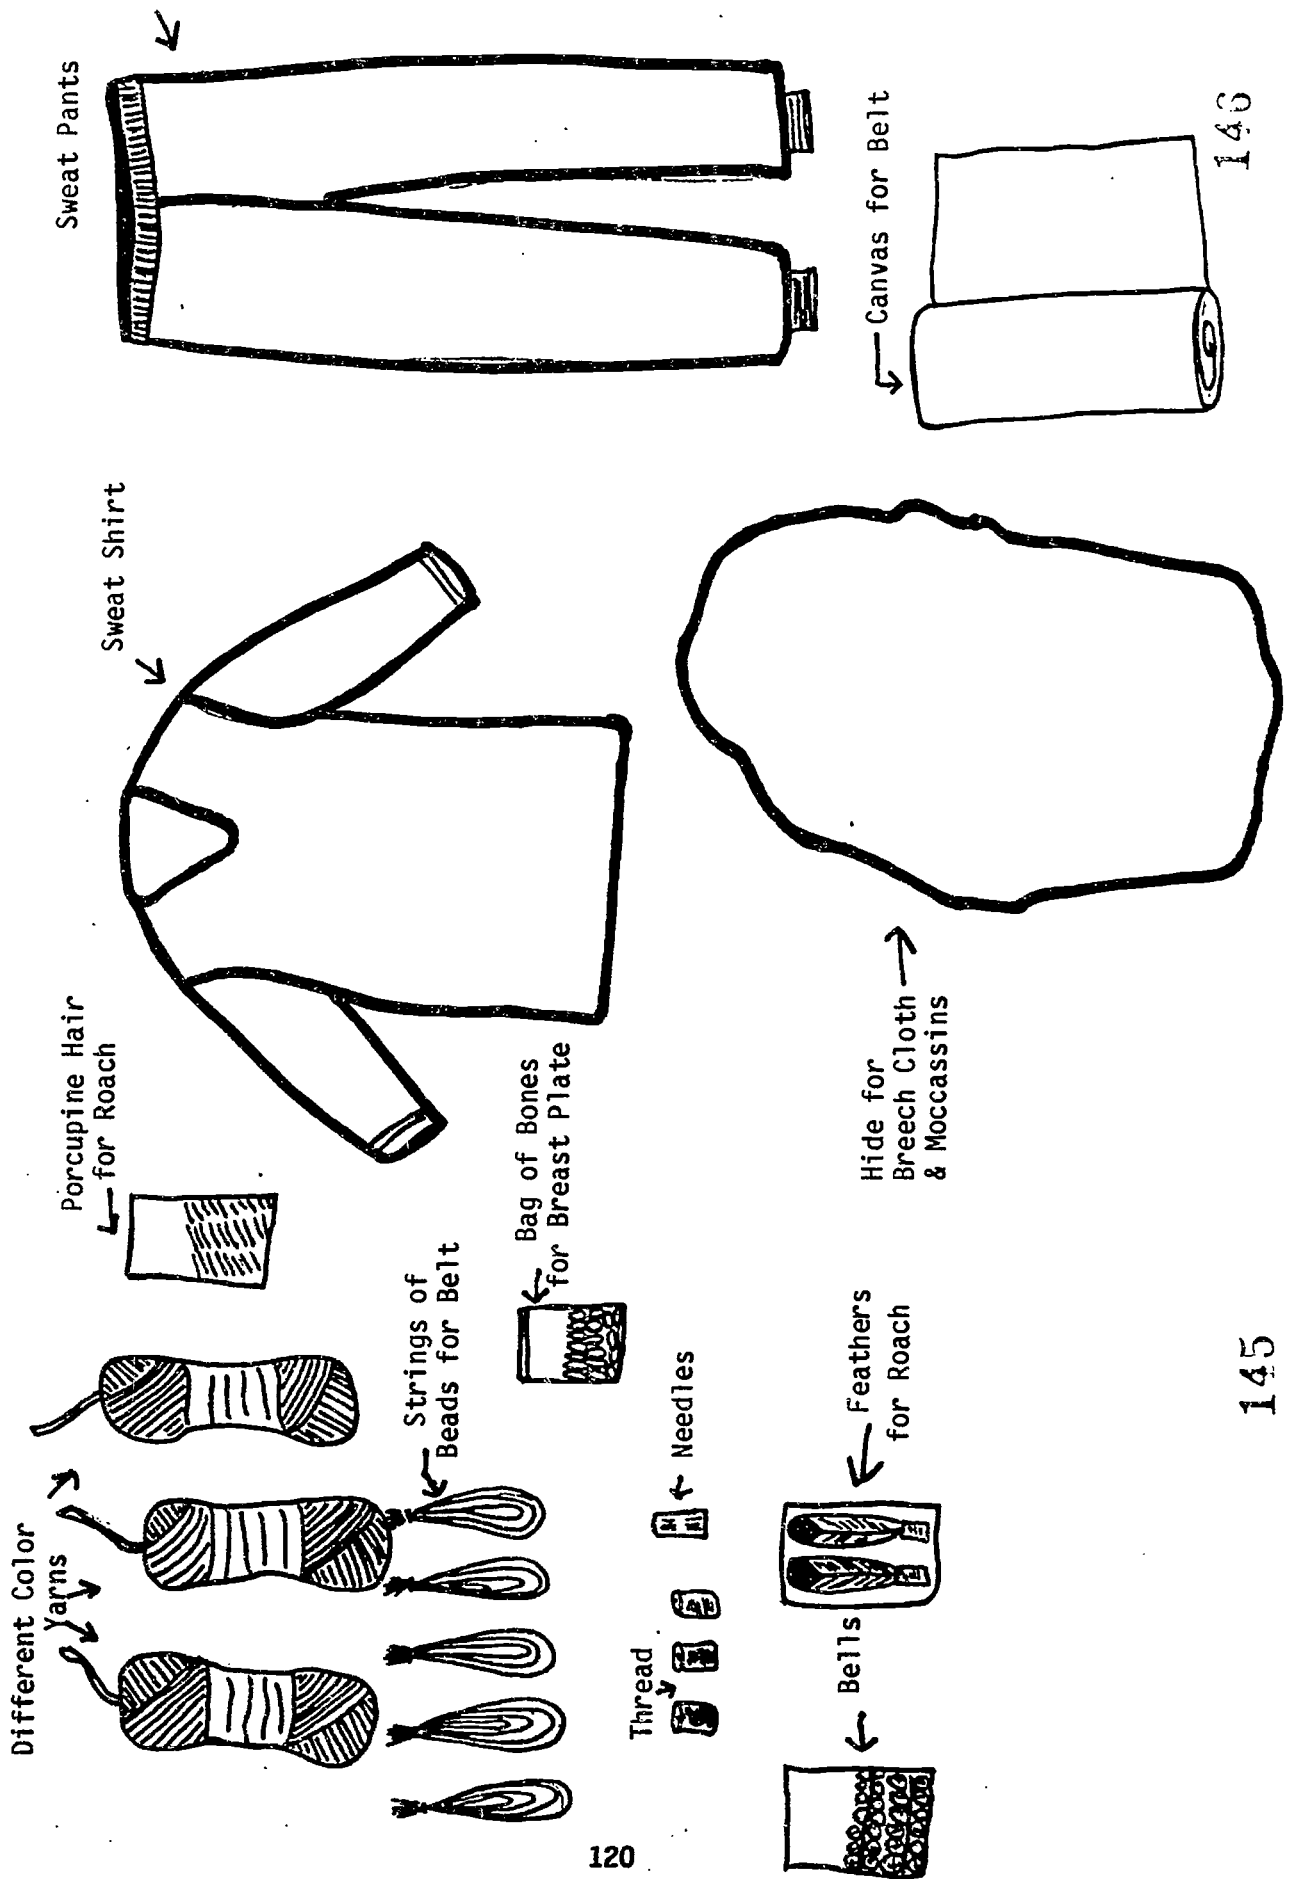 Different Color
Yarns
Porcupine Hair
for Roach
Sweat Shirt
Sweat Pants
Strings of
Beads for Belt
Bag of Bones
for Breast Plate
Thread
Needles
Bells
Feathers
for Roach
Hide for
Breech Cloth
& Moccassins
Canvas for Belt
145
146
120